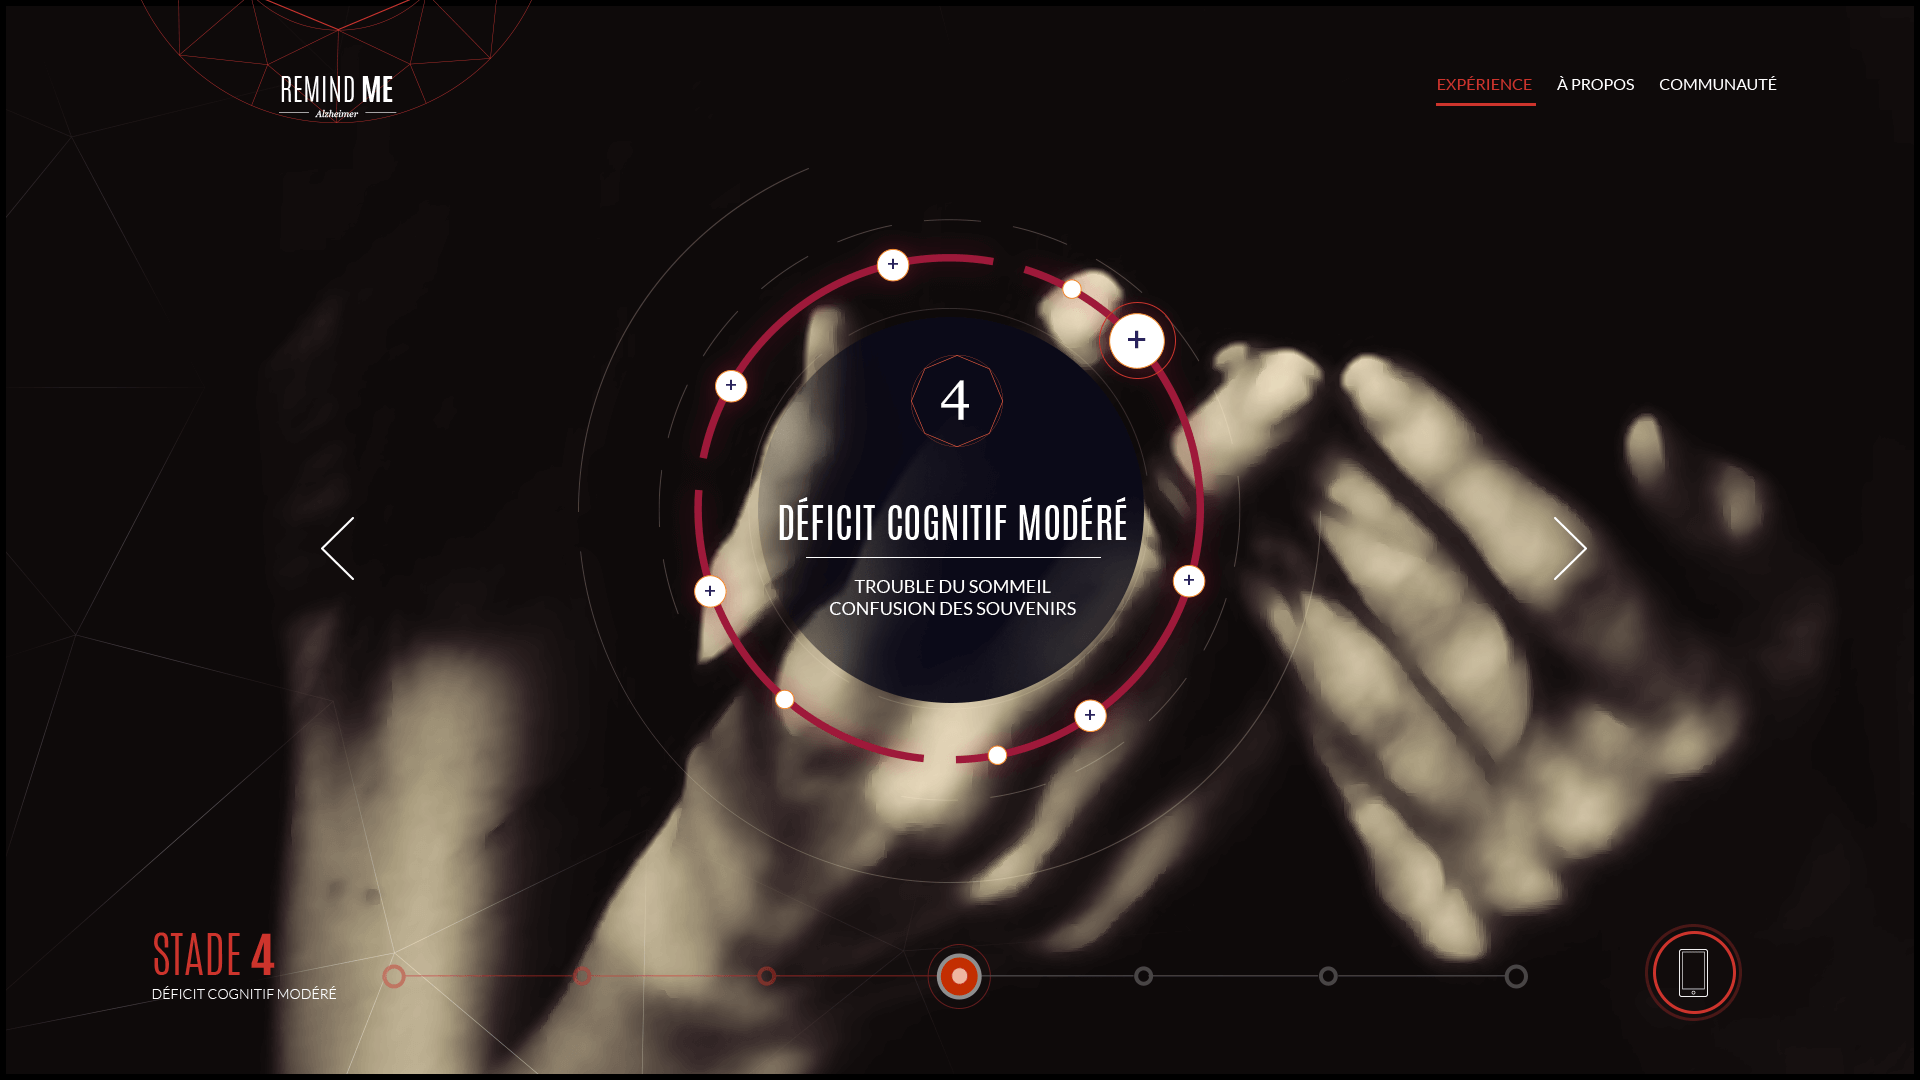 REMIND ME
Alzheimer
EXPÉRIENCE À PROPOS COMMUNAUTÉ
4
DÉFICIT COGNITIF MODÉRÉ
TROUBLE DU SOMMEIL
CONFUSION DES SOUVENIRS
STADE 4
DÉFICIT COGNITIF MODÉRÉ